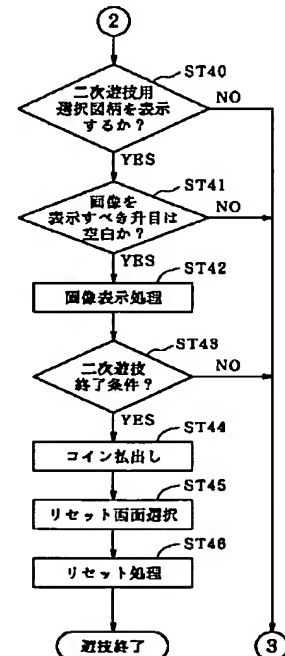 2
ST40
二次遊技用
選択図柄を表示
するか?
NO
YES
ST41
画像を
表示すべき升目は
空白か?
NO
YES
ST42
画像表示処理
ST43
二次遊技
終了条件?
NO
YES
ST44
コイン払出し
ST45
リセット画面選択
ST46
リセット処理
遊技終了
3